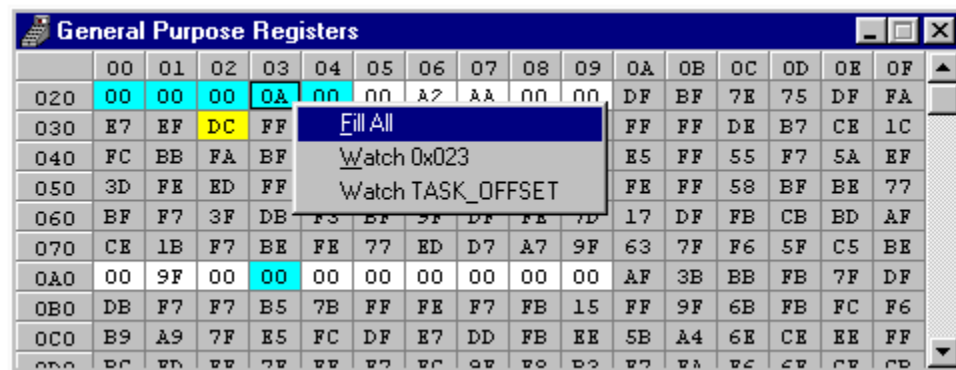 General Purpose Registers
00 01 02 03 04 05 06 07 08 09 0A 0B 0C 0D 0E 0F
020 00 00 00 0A 00 00 A2 AA 00 00 DF BF 7E 75 DF FA
030 E7 EF DC FF Fill All FF FF DE B7 CE 1C
040 FC BB FA BF Watch 0x023 E5 FF 55 F7 5A EF
050 3D FE ED FF Watch TASK_OFFSET FE FF 58 BF BE 77
060 BF F7 3F DB F3 BF 9F DF FE 7D 17 DF FB CB BD AF
070 CE 1B F7 BE FE 77 ED D7 A7 9F 63 7F F6 5F C5 BE
0A0 00 9F 00 00 00 00 00 00 00 00 AF 3B BB FB 7F DF
0B0 DB F7 F7 B5 7B FF FE F7 FB 15 FF 9F 6B FB FC F6
0C0 B9 A9 7F E5 FC DF E7 DD FB EE 5B A4 6E CE EE FF